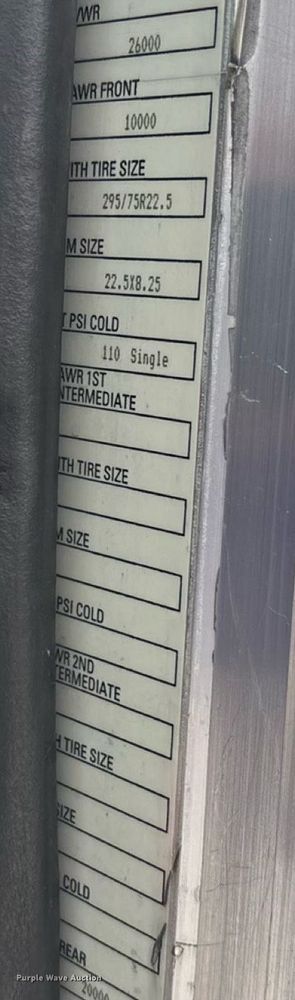 VWR
26000
AWR FRONT
10000
ITH TIRE SIZE
295/75R22.5
M SIZE
22.5X8.25
T PSI COLD
110 Single
AWR 1ST
NTERMEDIATE
ITH TIRE SIZE
M SIZE
PSI COLD
WR 2ND
TERMEDIATE
H TIRE SIZE
SIZE
COLD
REAR
20000
Purple Wave Auction